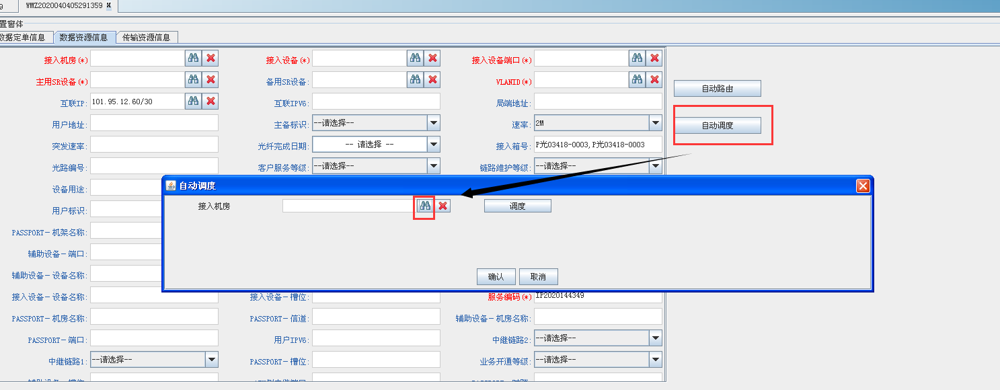 9 WMZ2020040405291359 x
置窗体
数据定单信息 数据资源信息 传输资源信息
接入机房(*) 接入设备(*) 接入设备端口(*)
主用SR设备(*) 备用SR设备: VLANID(*)
自动路由
互联IP: 101.95.12.60/30 互联IPV6: 局端地址:
用户地址: 主备标识: --请选择-- 速率: 2M
自动调度
突发速率: 光纤完成日期: -- 请选择 -- 接入箱号: P光03418-0003,P光03418-0003
光路编号: 客户服务等级: --请选择-- 链路维护等级: --请选择--
设备用途:
自动调度
用户标识:
接入机房 调度
PASSPORT－机架名称:
辅助设备－端口:
辅助设备－设备名称:
确认 取消
接入设备－设备名称: 接入设备－槽位: 服务编码(*) IP2020144349
PASSPORT－机房名称: PASSPORT－信道: 辅助设备－机房名称:
PASSPORT－端口: 用户IPV6: 中继链路2: --请选择--
中继链路1: --请选择-- PASSPORT－槽位: 业务开通等级: --请选择--